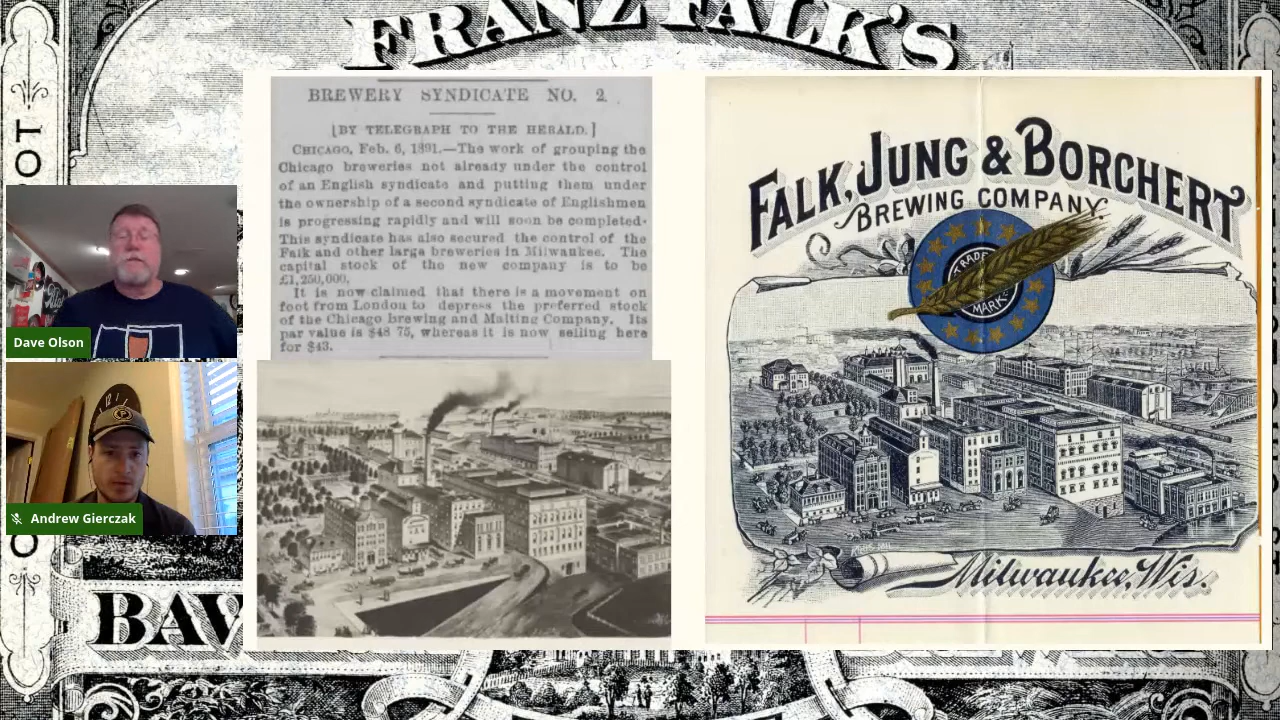 FRANZ FALK'S
BREWERY SYNDICATE NO. 2
[BY TELEGRAPH TO THE HERALD.]
CHICAGO, Feb. 6, 1891.—The work of grouping the
Chicago breweries not already under the control
of an English syndicate and putting them under
the ownership of a second syndicate of Englishmen
is progressing rapidly and will soon be completed.
This syndicate has also secured the control of the
Falk and other large breweries in Milwaukee. The
capital stock of the new company is to be
£1,250,000.
It is now claimed that there is a movement on
foot from London to depress the preferred stock
of the Chicago brewing and Malting Company. Its
par value is $48 75, whereas it is now selling here
for $43.
FALK, JUNG & BORCHERT
BREWING COMPANY
TRADE
MARK
Milwaukee, Wis.
Dave Olson
Andrew Gierczak
BAV